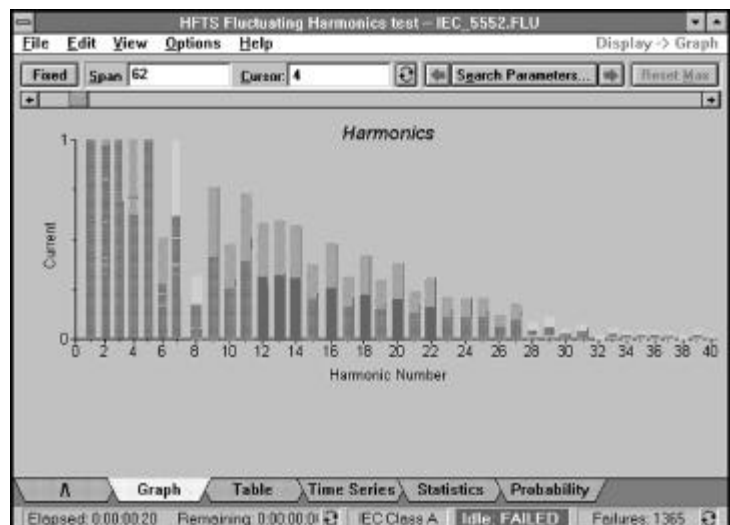 HFTS Fluctuating Harmonics test – IEC_5552.FLU
File Edit View Options Help Display -> Graph
Fixed Span 62 Cursor: 4 Search Parameters... Reset Max
Harmonics
1
Current
0
0 2 4 6 8 10 12 14 16 18 20 22 24 26 28 30 32 34 36 38 40
Harmonic Number
Λ Graph Table Time Series Statistics Probability
Elapsed: 0:00:00:20 Remaining: 0:00:00:0 IEC Class A Idle: FAILED Failures: 1365